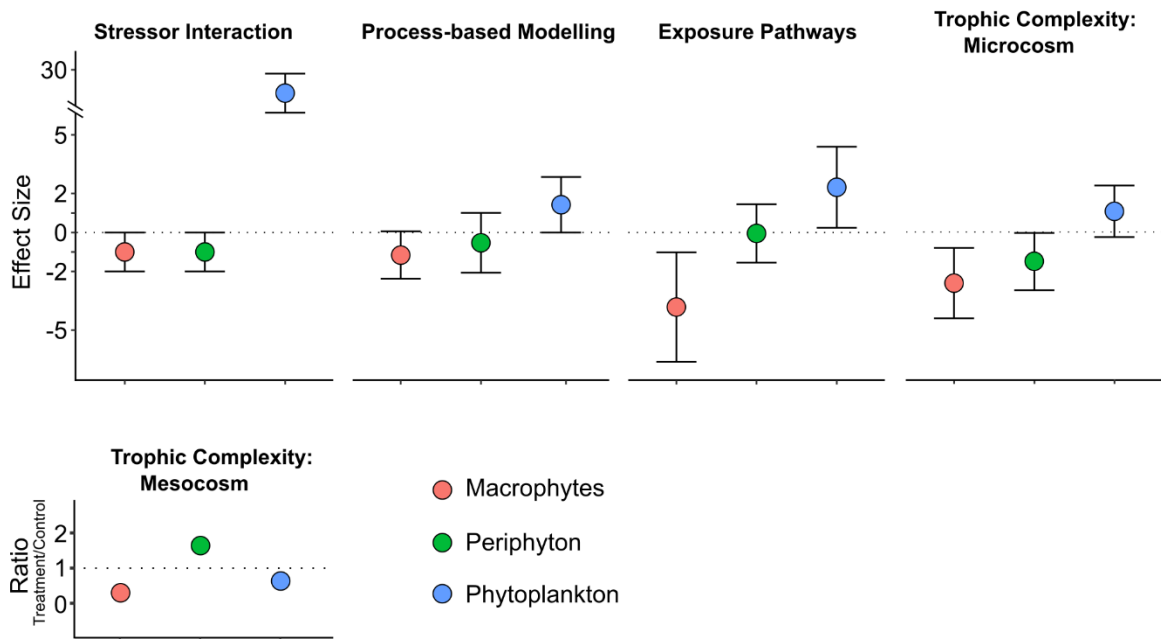 Stressor Interaction
Process-based Modelling
Exposure Pathways
Trophic Complexity:
Microcosm
Effect Size
30
5
2
0
-2
-5
Trophic Complexity:
Mesocosm
Ratio
Treatment/Control
2
1
0
Macrophytes
Periphyton
Phytoplankton